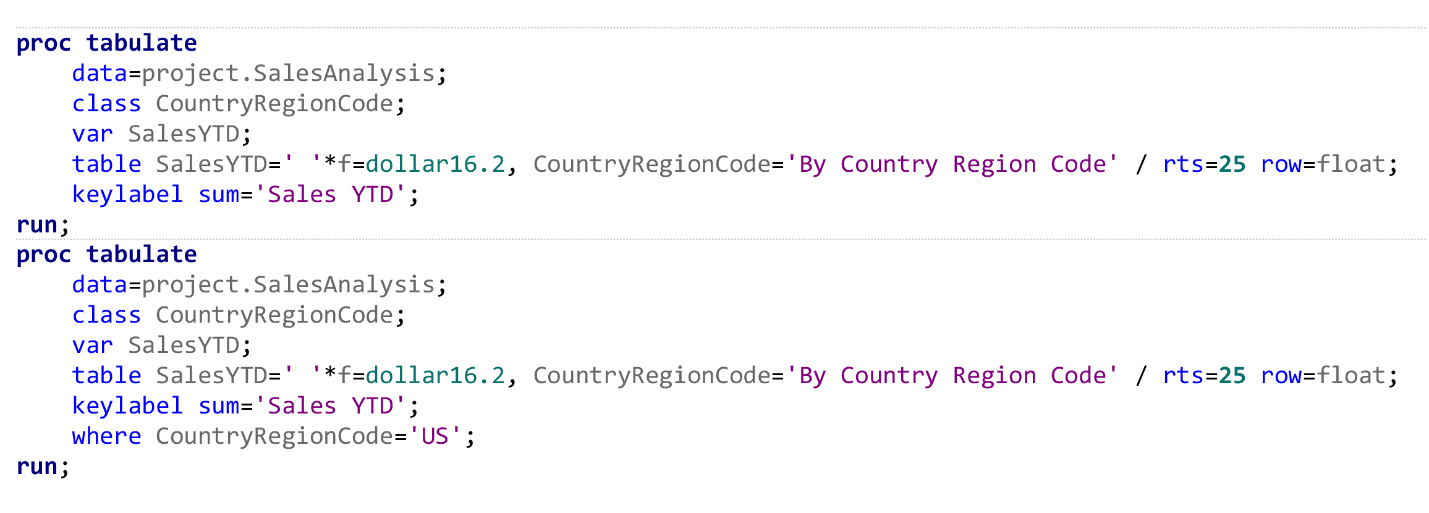 proc tabulate
    data=project.SalesAnalysis;
    class CountryRegionCode;
    var SalesYTD;
    table SalesYTD=' '*f=dollar16.2, CountryRegionCode='By Country Region Code' / rts=25 row=float;
    keylabel sum='Sales YTD';
run;
proc tabulate
    data=project.SalesAnalysis;
    class CountryRegionCode;
    var SalesYTD;
    table SalesYTD=' '*f=dollar16.2, CountryRegionCode='By Country Region Code' / rts=25 row=float;
    keylabel sum='Sales YTD';
    where CountryRegionCode='US';
run;